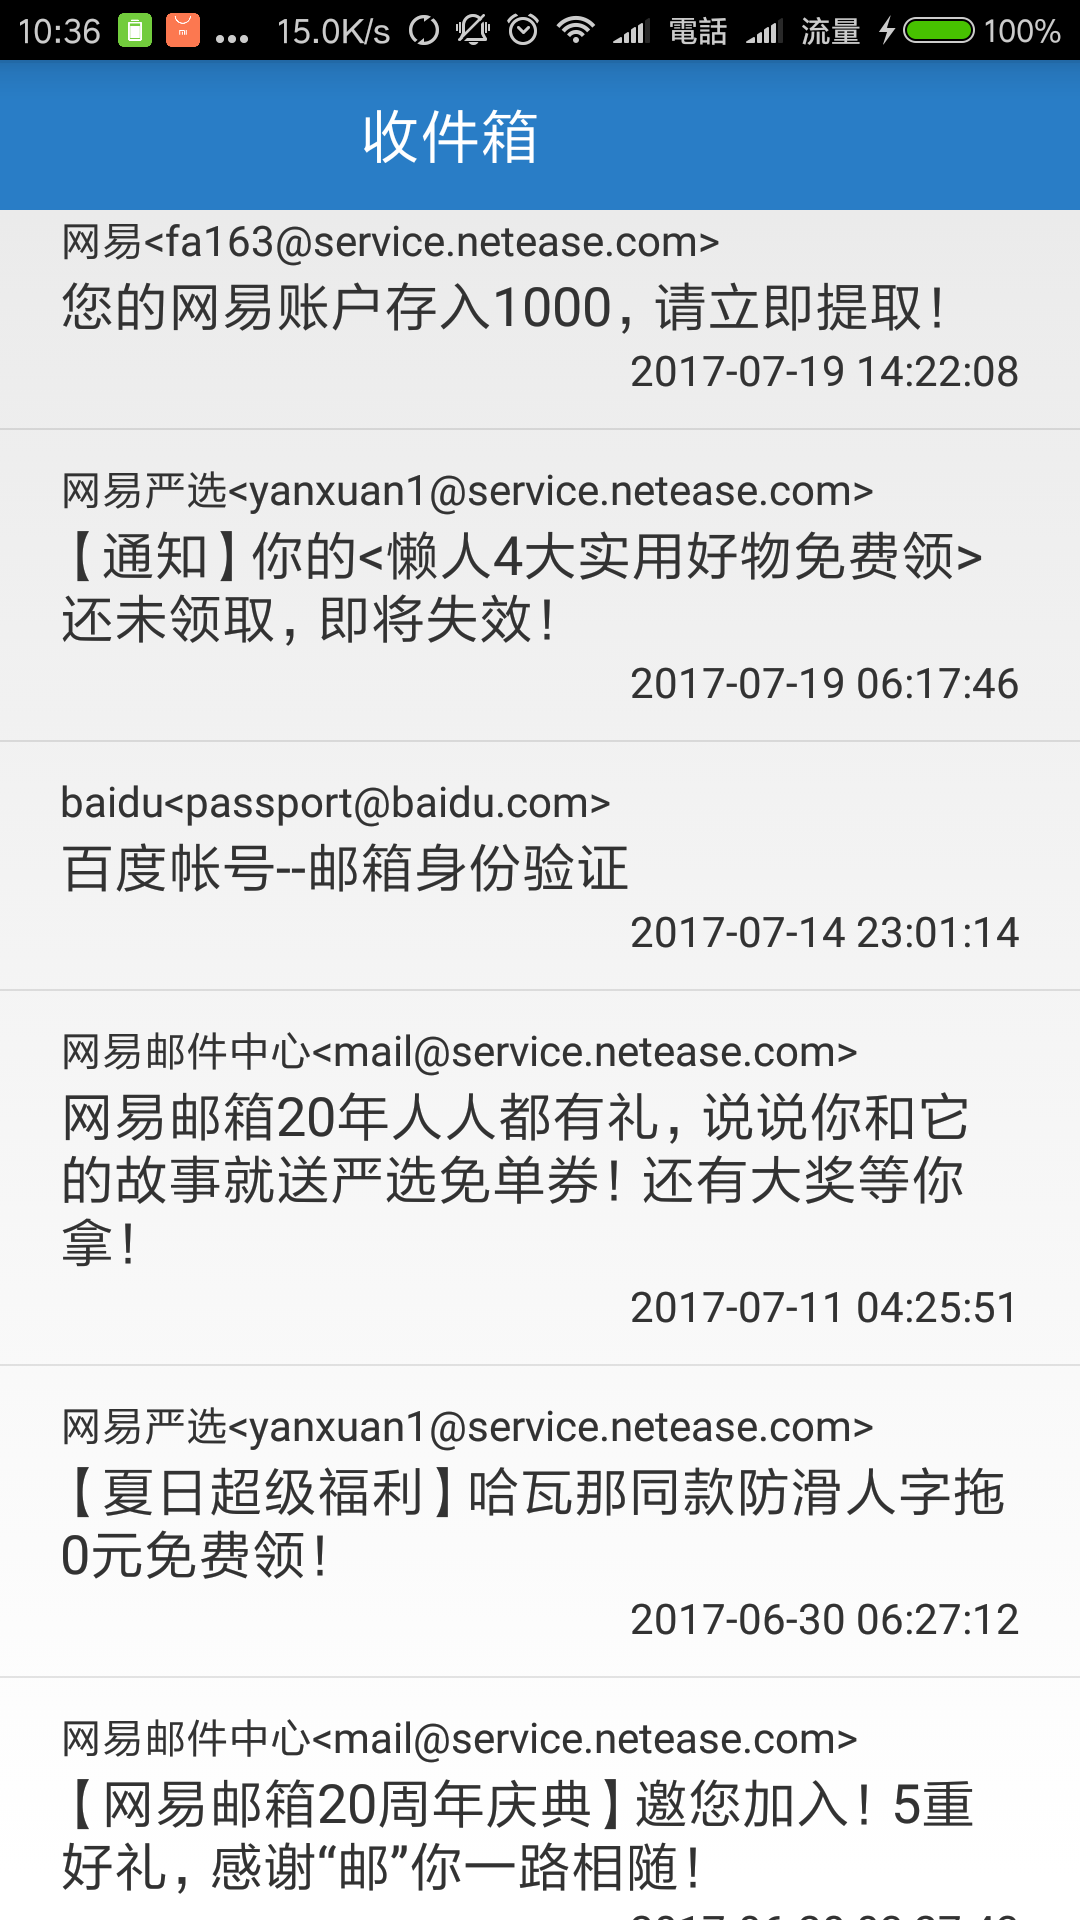 10:36 ... 15.0K/s 電話 流量 100%
收件箱
网易<fa163@service.netease.com>
您的网易账户存入1000，请立即提取！
2017-07-19 14:22:08
网易严选<yanxuan1@service.netease.com>
【通知】你的<懒人4大实用好物免费领>
还未领取，即将失效！
2017-07-19 06:17:46
baidu<passport@baidu.com>
百度帐号--邮箱身份验证
2017-07-14 23:01:14
网易邮件中心<mail@service.netease.com>
网易邮箱20年人人都有礼，说说你和它
的故事就送严选免单券！还有大奖等你
拿！
2017-07-11 04:25:51
网易严选<yanxuan1@service.netease.com>
【夏日超级福利】哈瓦那同款防滑人字拖
0元免费领！
2017-06-30 06:27:12
网易邮件中心<mail@service.netease.com>
【网易邮箱20周年庆典】邀您加入！5重
好礼，感谢“邮”你一路相随！